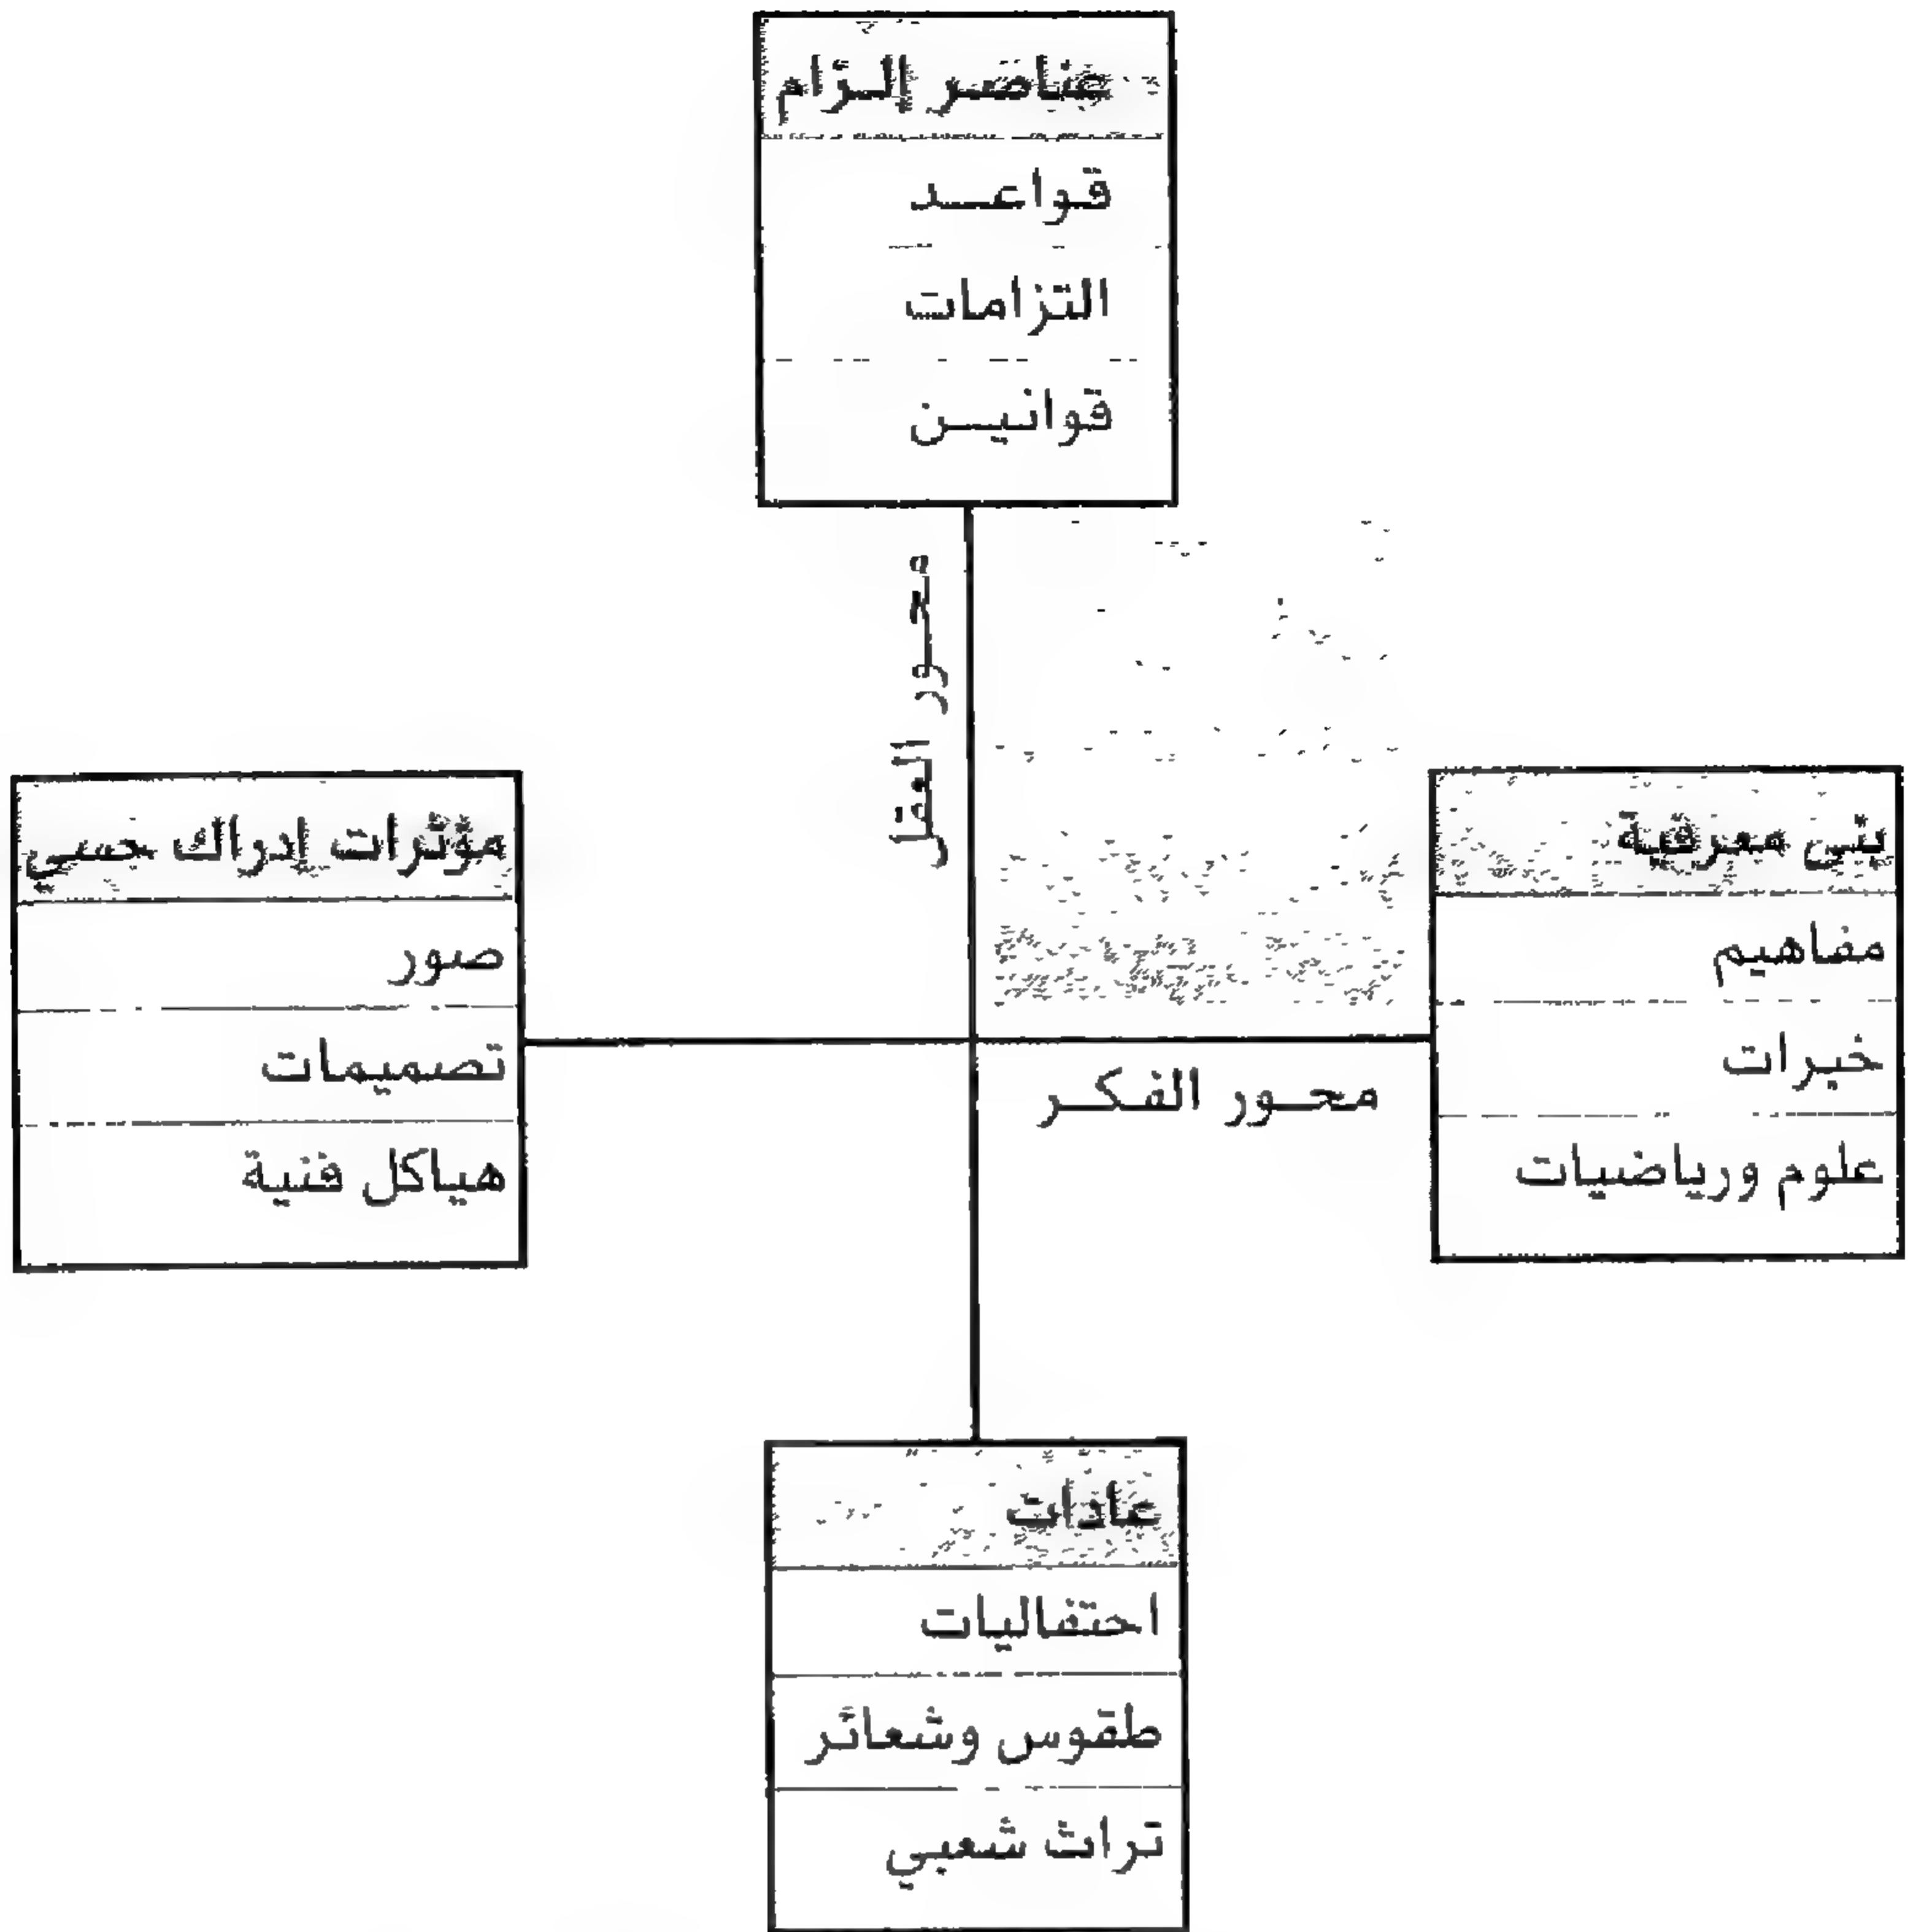 عناصر إلزام
قواعد
التزامات
قوانين
محور
بنى معرفية
مفاهيم
خبرات
علوم ورياضيات
محور الفكر
مؤثرات إدراك حسي
صور
تصميمات
هياكل فنية
عادات
احتفاليات
طقوس وشعائر
تراث شعبي